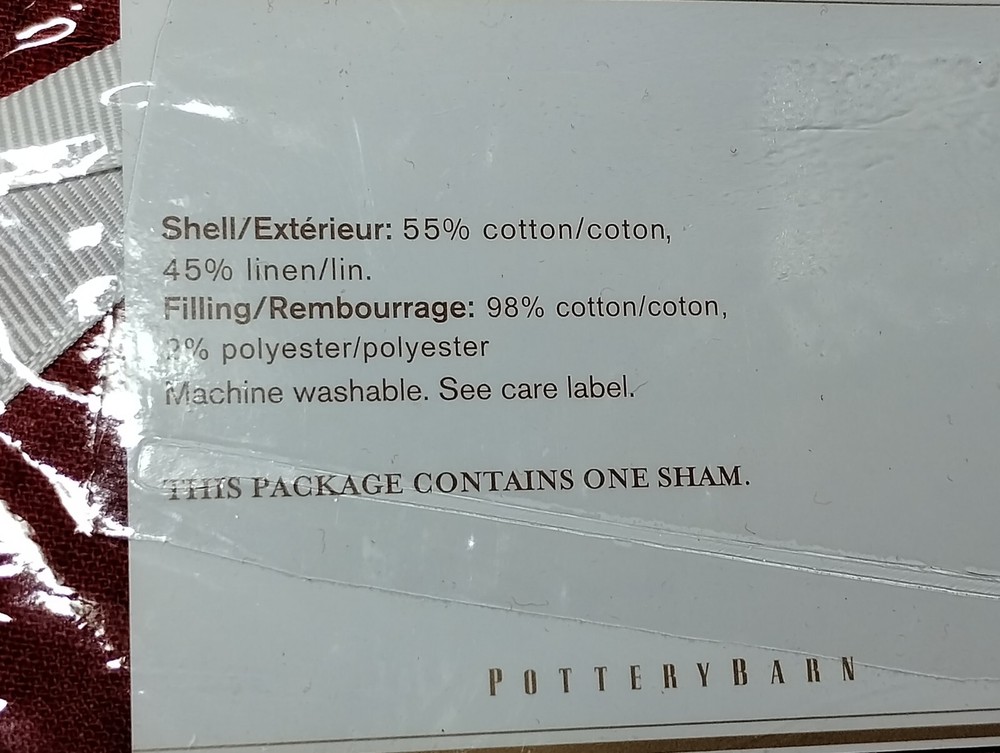 Shell/Extérieur: 55% cotton/coton,
45% linen/lin.
Filling/Rembourrage: 98% cotton/coton,
2% polyester/polyester
Machine washable. See care label.
THIS PACKAGE CONTAINS ONE SHAM.
POTTERYBARN